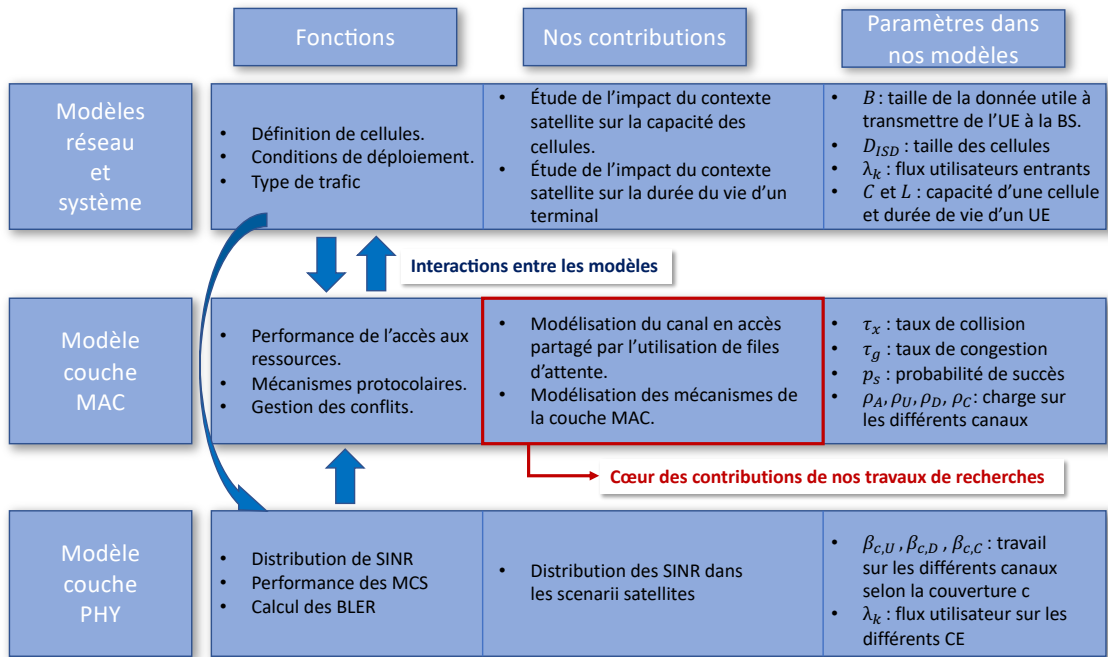 Fonctions
Nos contributions
Paramètres dans
nos modèles
Modèles
réseau
et
système
• Définition de cellules.
• Conditions de déploiement.
• Type de trafic
• Étude de l'impact du contexte
satellite sur la capacité des
cellules.
• Étude de l'impact du contexte
satellite sur la durée du vie d'un
terminal
• B : taille de la donnée utile à
transmettre de l'UE à la BS.
• D_{ISD} : taille des cellules
• λ_k : flux utilisateurs entrants
• C et L : capacité d'une cellule
et durée de vie d'un UE
Interactions entre les modèles
Modèle
couche
MAC
• Performance de l'accès aux
ressources.
• Mécanismes protocolaires.
• Gestion des conflits.
• Modélisation du canal en accès
partagé par l'utilisation de files
d'attente.
• Modélisation des mécanismes de
la couche MAC.
• τ_x : taux de collision
• τ_g : taux de congestion
• p_s : probabilité de succès
• ρ_A, ρ_U, ρ_D, ρ_C : charge sur
les différents canaux
Cœur des contributions de nos travaux de recherches
Modèle
couche
PHY
• Distribution de SINR
• Performance des MCS
• Calcul des BLER
• Distribution des SINR dans
les scenarii satellites
• β_{c,U} , β_{c,D} , β_{c,C} : travail
sur les différents canaux
selon la couverture c
• λ_k : flux utilisateur sur les
différents CE